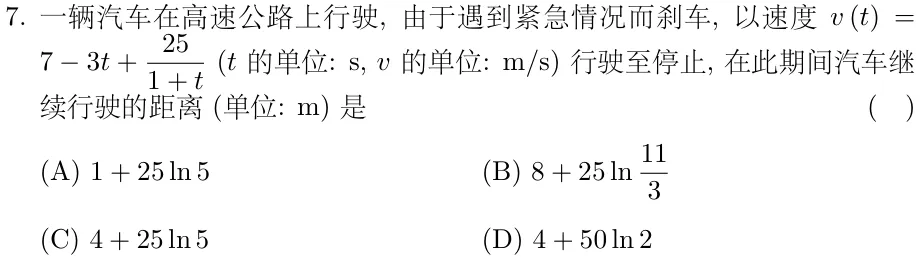 7. 一辆汽车在高速公路上行驶, 由于遇到紧急情况而刹车, 以速度 v (t) =
7 − 3t + 25/(1 + t) (t 的单位: s, v 的单位: m/s) 行驶至停止, 在此期间汽车继
续行驶的距离 (单位: m) 是 ( )
(A) 1 + 25 ln 5 (B) 8 + 25 ln 11/3
(C) 4 + 25 ln 5 (D) 4 + 50 ln 2